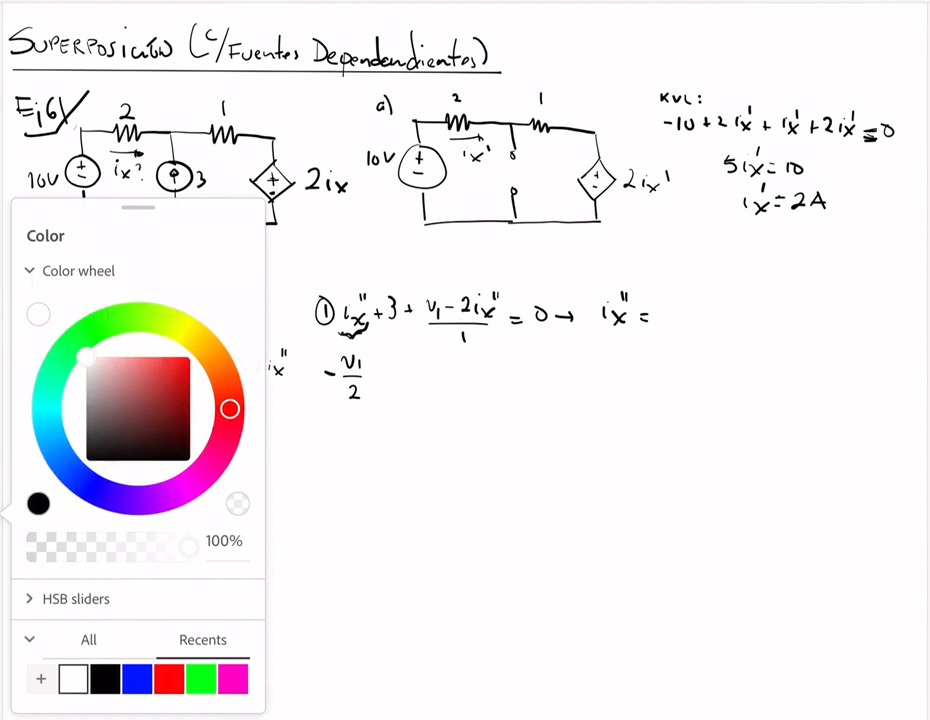 SUPERPOSICIÓN (c/Fuentes Dependendientes)
Ej6)
2
1
10V
+
-
ix?
3
+
-
2ix
a)
2
1
10V
+
-
ix'
+
-
2ix'
KVL:
-10 + 2ix' + ix' + 2ix' = 0
5ix' = 10
ix' = 2A
① ix" + 3 + (v1 - 2ix")/1 = 0 → ix" =
ix"
- v1/2
Color
Color wheel
100%
HSB sliders
All
Recents
+